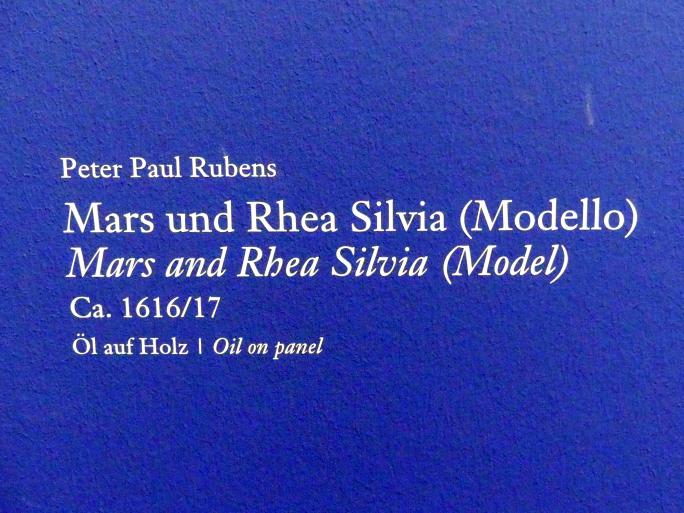 Peter Paul Rubens
Mars und Rhea Silvia (Modello)
Mars and Rhea Silvia (Model)
Ca. 1616/17
Öl auf Holz | Oil on panel